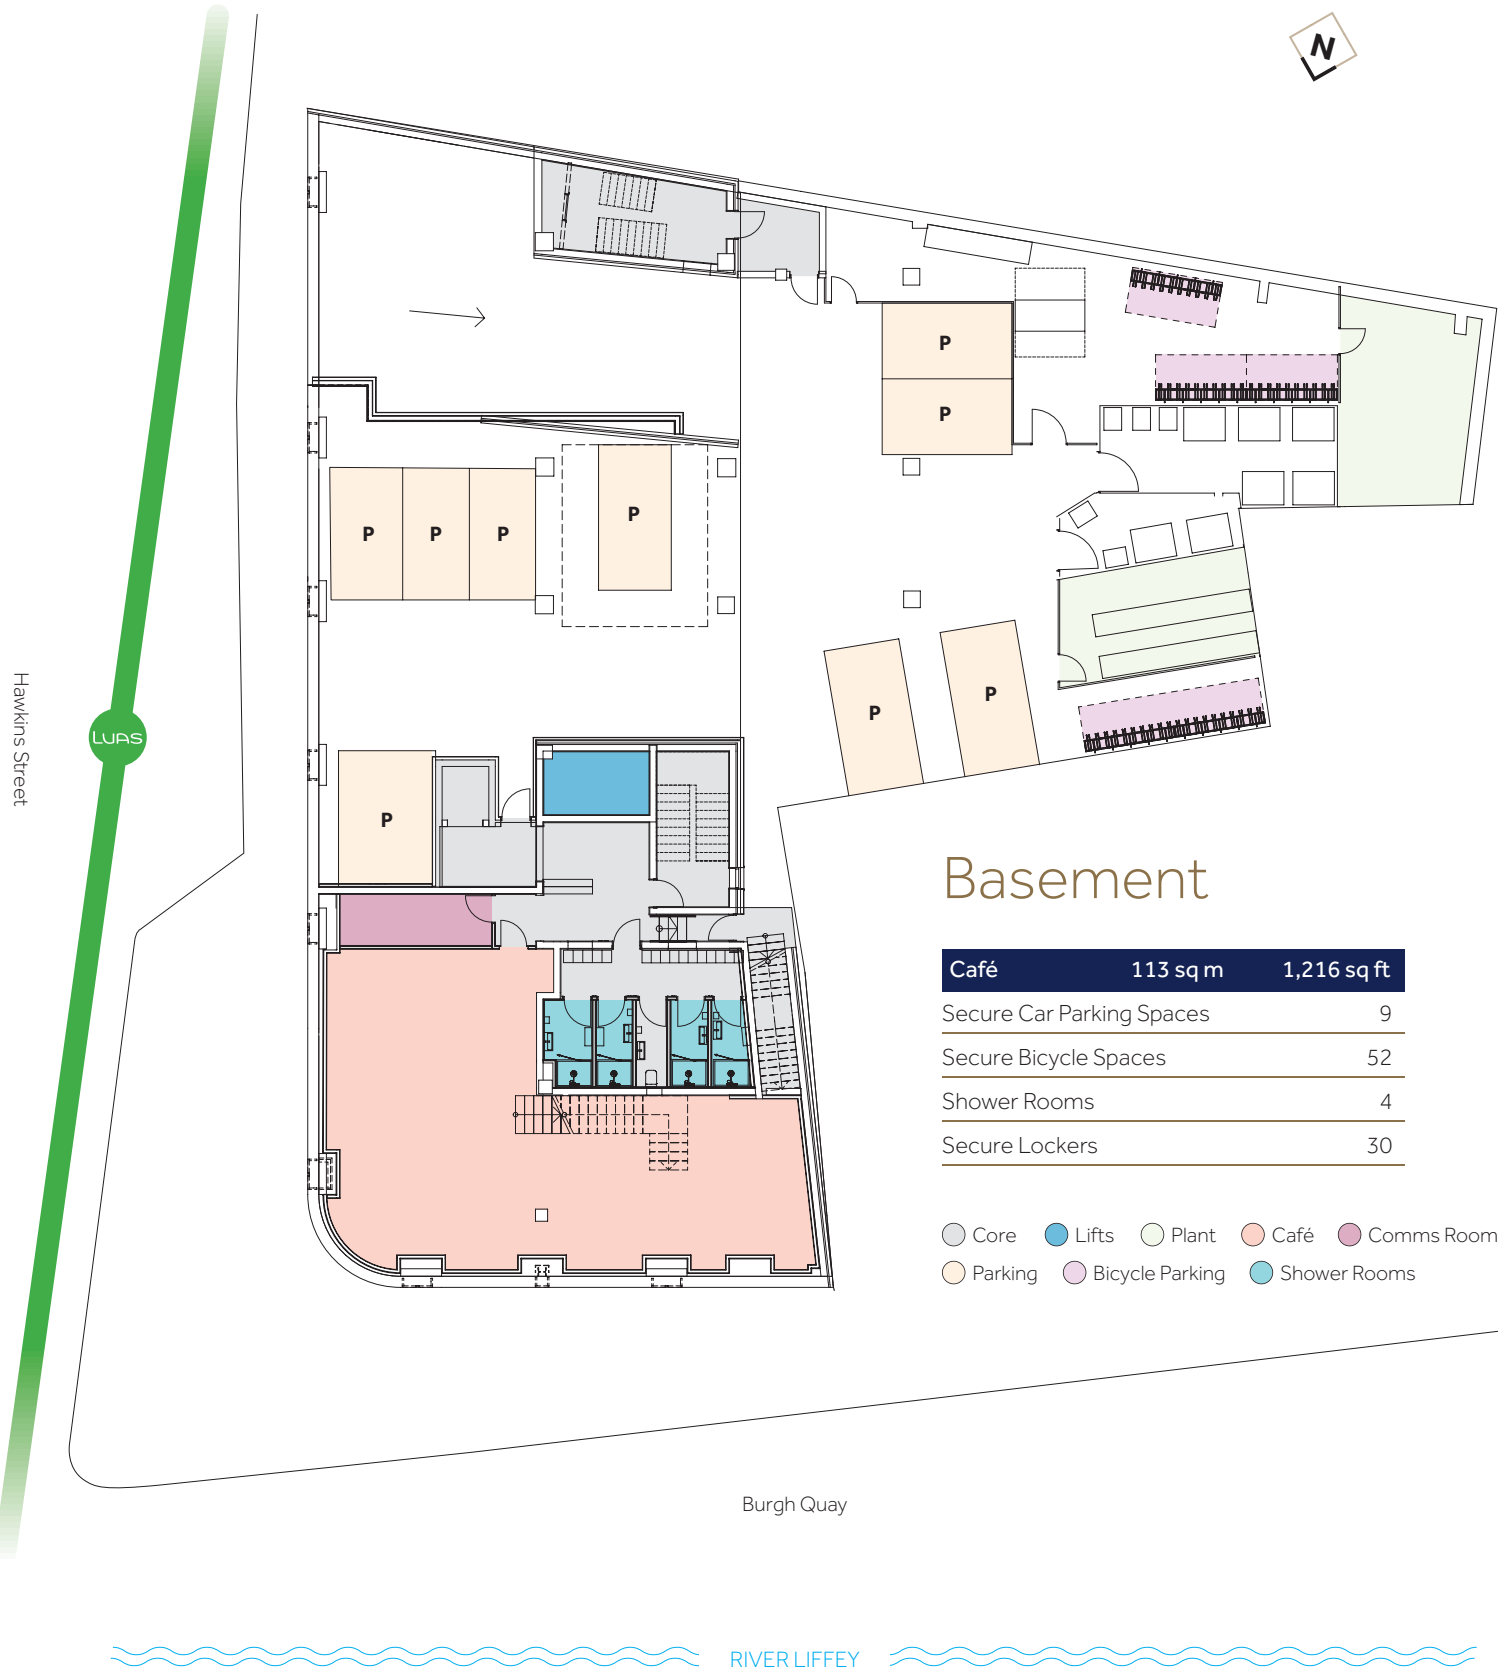 N
P
P
P
P
P
P
P
P
P
Hawkins Street
LUAS
Basement
Café 113 sq m 1,216 sq ft
Secure Car Parking Spaces 9
Secure Bicycle Spaces 52
Shower Rooms 4
Secure Lockers 30
Core Lifts Plant Café Comms Room
Parking Bicycle Parking Shower Rooms
Burgh Quay
RIVER LIFFEY